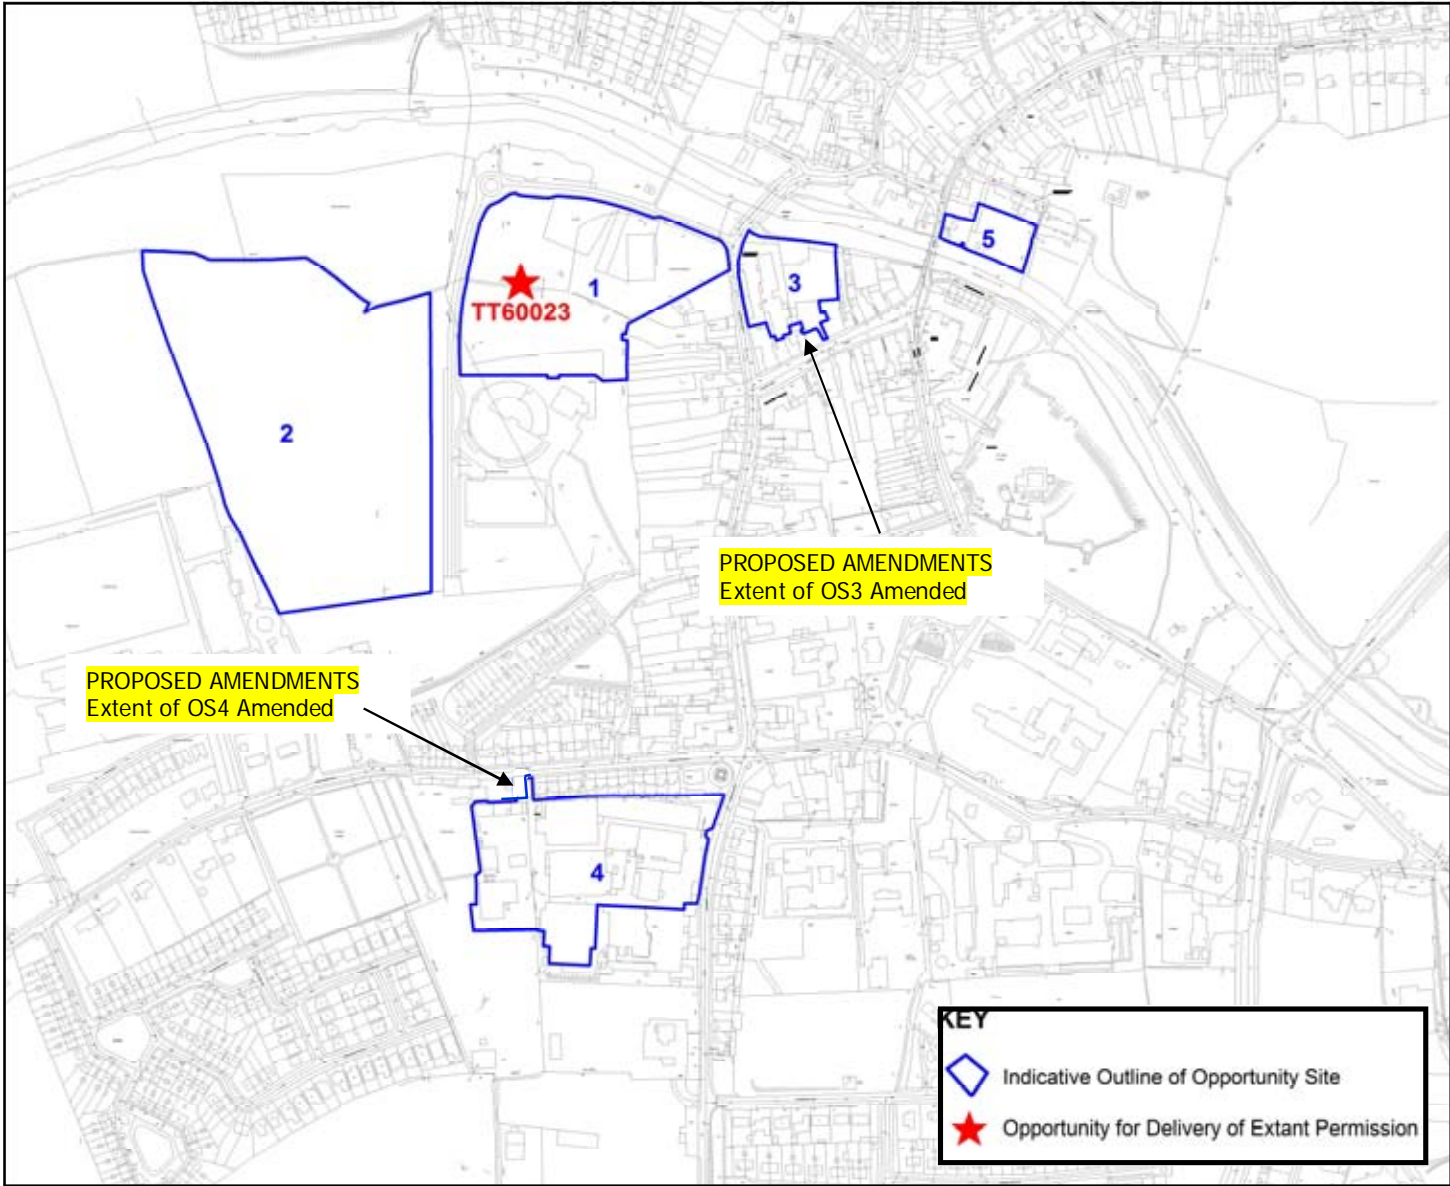 5
3
1
TT60023
2
PROPOSED AMENDMENTS
Extent of OS3 Amended
PROPOSED AMENDMENTS
Extent of OS4 Amended
4
KEY
Indicative Outline of Opportunity Site
Opportunity for Delivery of Extant Permission